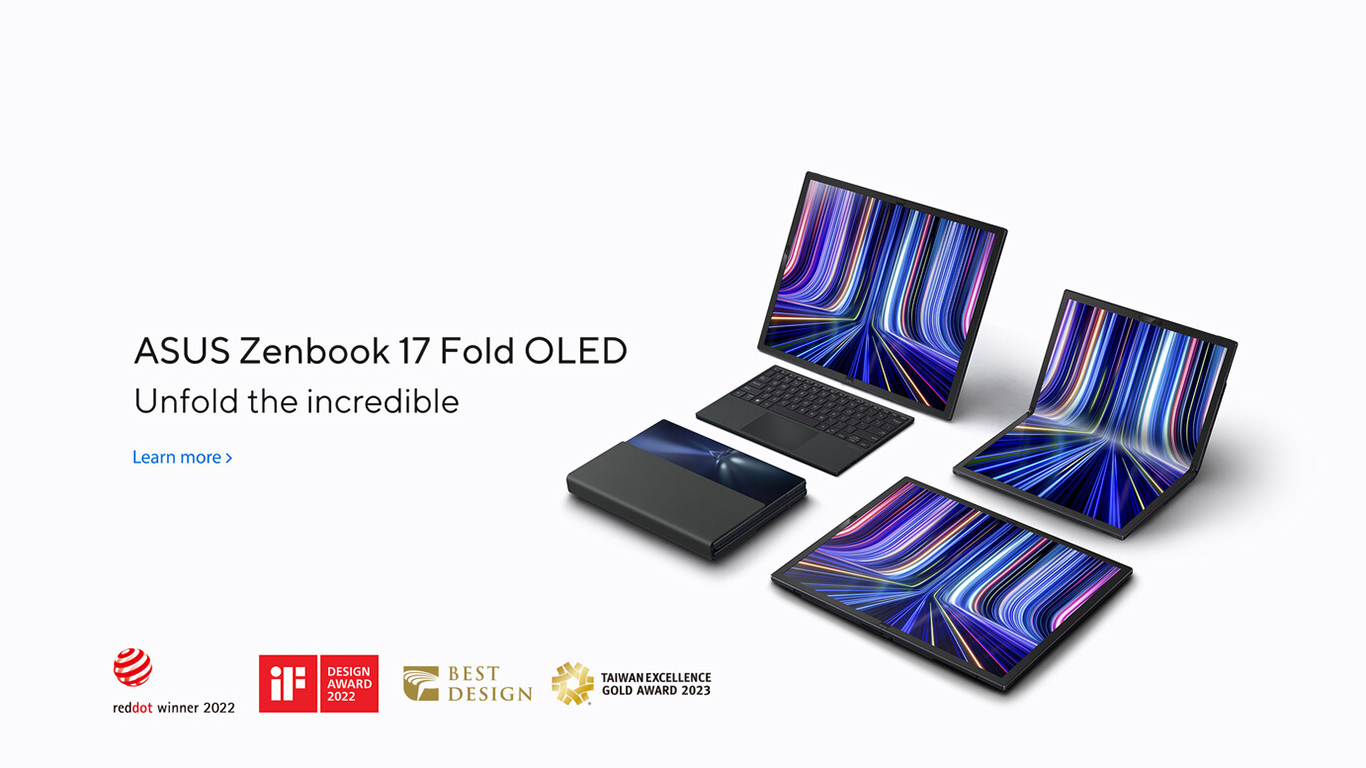 ASUS Zenbook 17 Fold OLED
Unfold the incredible
Learn more >
reddot winner 2022
iF
DESIGN
AWARD
2022
BEST
DESIGN
TAIWAN EXCELLENCE
GOLD AWARD 2023